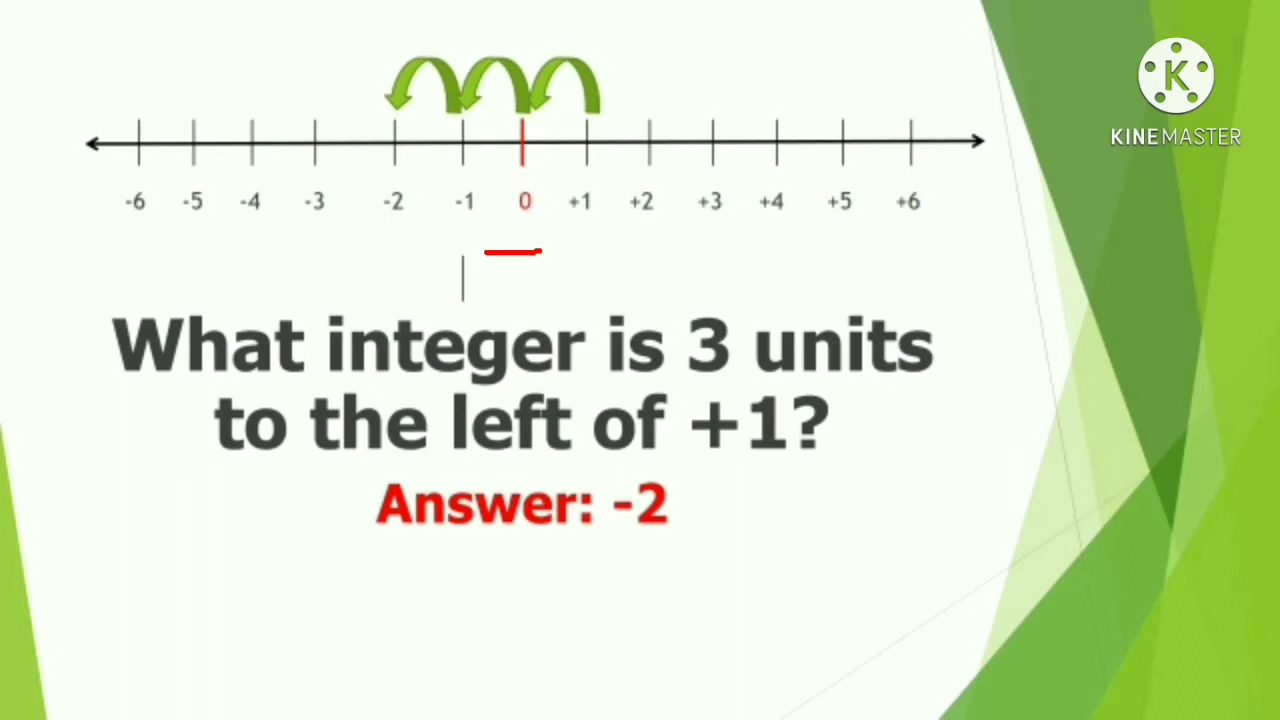 K
KINEMASTER
-6 -5 -4 -3 -2 -1 0 +1 +2 +3 +4 +5 +6
What integer is 3 units
to the left of +1?
Answer: -2